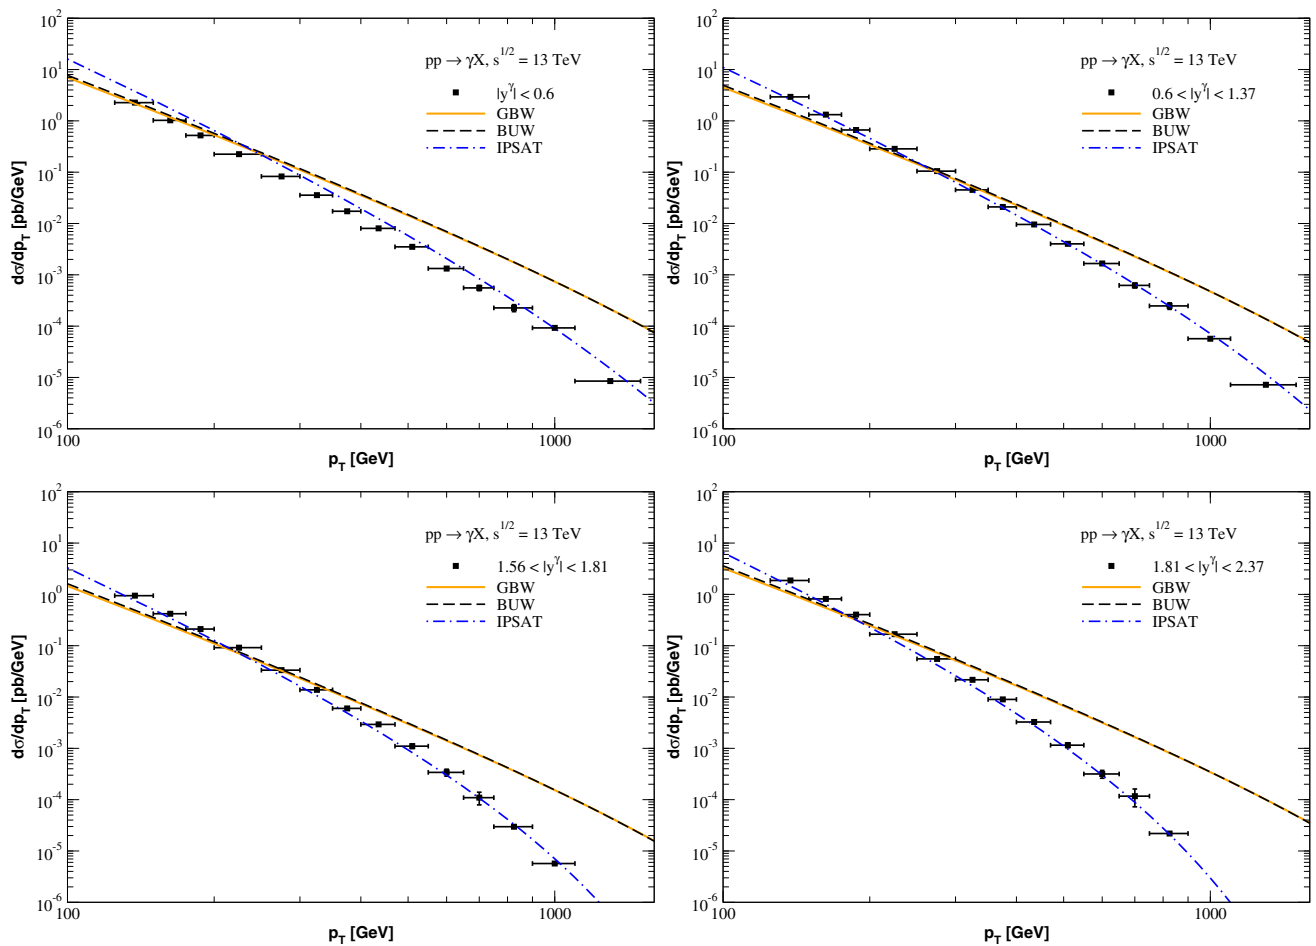 10^2
10^1
10^0
10^-1
10^-2
10^-3
10^-4
10^-5
10^-6
dσ/dp_T [pb/GeV]
pp → γX, s^1/2 = 13 TeV
|y^γ| < 0.6
GBW
BUW
IPSAT
100
1000
p_T [GeV]
10^2
10^1
10^0
10^-1
10^-2
10^-3
10^-4
10^-5
10^-6
dσ/dp_T [pb/GeV]
pp → γX, s^1/2 = 13 TeV
0.6 < |y^γ| < 1.37
GBW
BUW
IPSAT
100
1000
p_T [GeV]
10^2
10^1
10^0
10^-1
10^-2
10^-3
10^-4
10^-5
10^-6
dσ/dp_T [pb/GeV]
pp → γX, s^1/2 = 13 TeV
1.56 < |y^γ| < 1.81
GBW
BUW
IPSAT
100
1000
p_T [GeV]
10^2
10^1
10^0
10^-1
10^-2
10^-3
10^-4
10^-5
10^-6
dσ/dp_T [pb/GeV]
pp → γX, s^1/2 = 13 TeV
1.81 < |y^γ| < 2.37
GBW
BUW
IPSAT
100
1000
p_T [GeV]